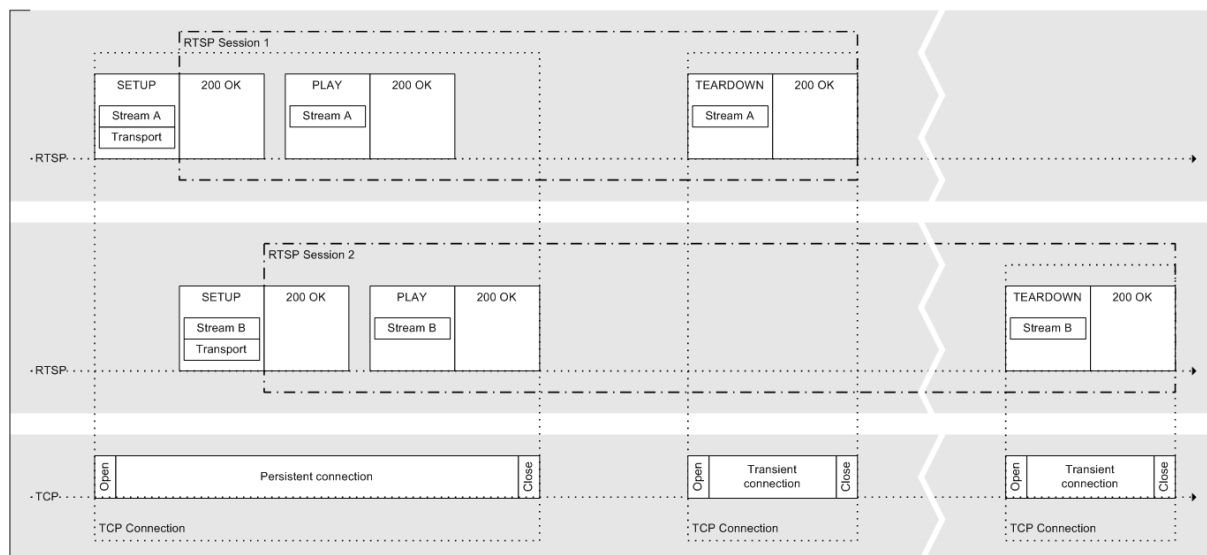 RTSP Session 1
SETUP 200 OK PLAY 200 OK TEARDOWN 200 OK
Stream A Stream A Stream A
Transport
RTSP
RTSP Session 2
SETUP 200 OK PLAY 200 OK TEARDOWN 200 OK
Stream B Stream B Stream B
Transport
RTSP
Open
Persistent connection
Close
Open
Transient
connection
Close
Open
Transient
connection
Close
TCP
TCP Connection TCP Connection TCP Connection